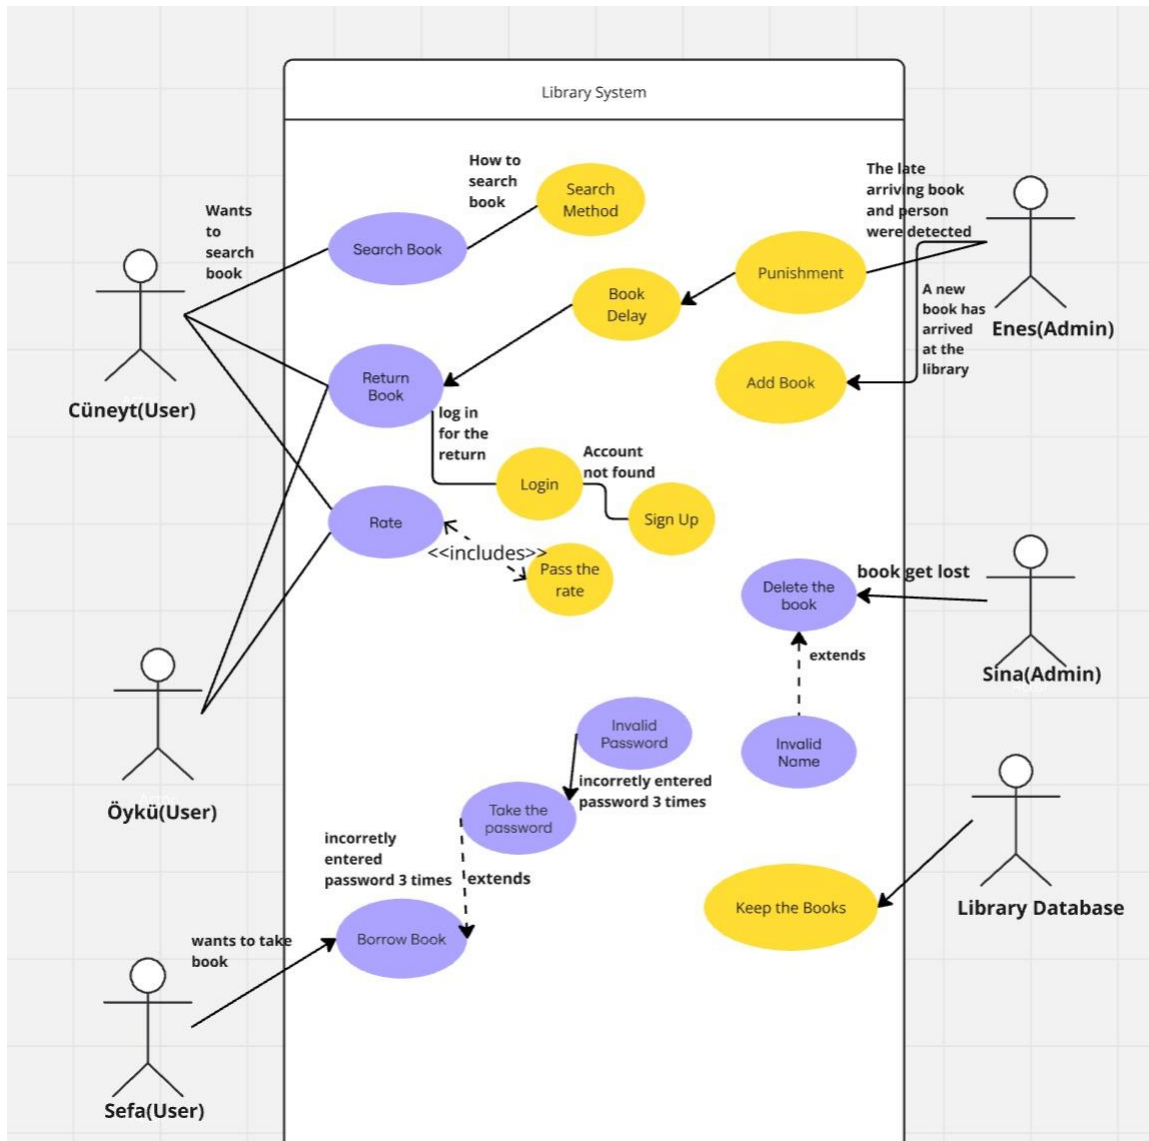 Library System
How to
search
book
Search
Method
The late
arriving book
and person
were detected
Wants
to
search
book
Search Book
Punishment
Book
Delay
A new
book has
arrived
at the
library
Enes(Admin)
Return
Book
Add Book
Cüneyt(User)
log in
for the
return
Account
not found
Login
Sign Up
Rate
<<includes>>
Pass the
rate
Delete the
book
book get lost
extends
Sina(Admin)
Invalid
Password
Invalid
Name
incorretly entered
password 3 times
Take the
password
Öykü(User)
incorretly
entered
password 3 times
extends
Keep the Books
Library Database
wants to take
book
Borrow Book
Sefa(User)